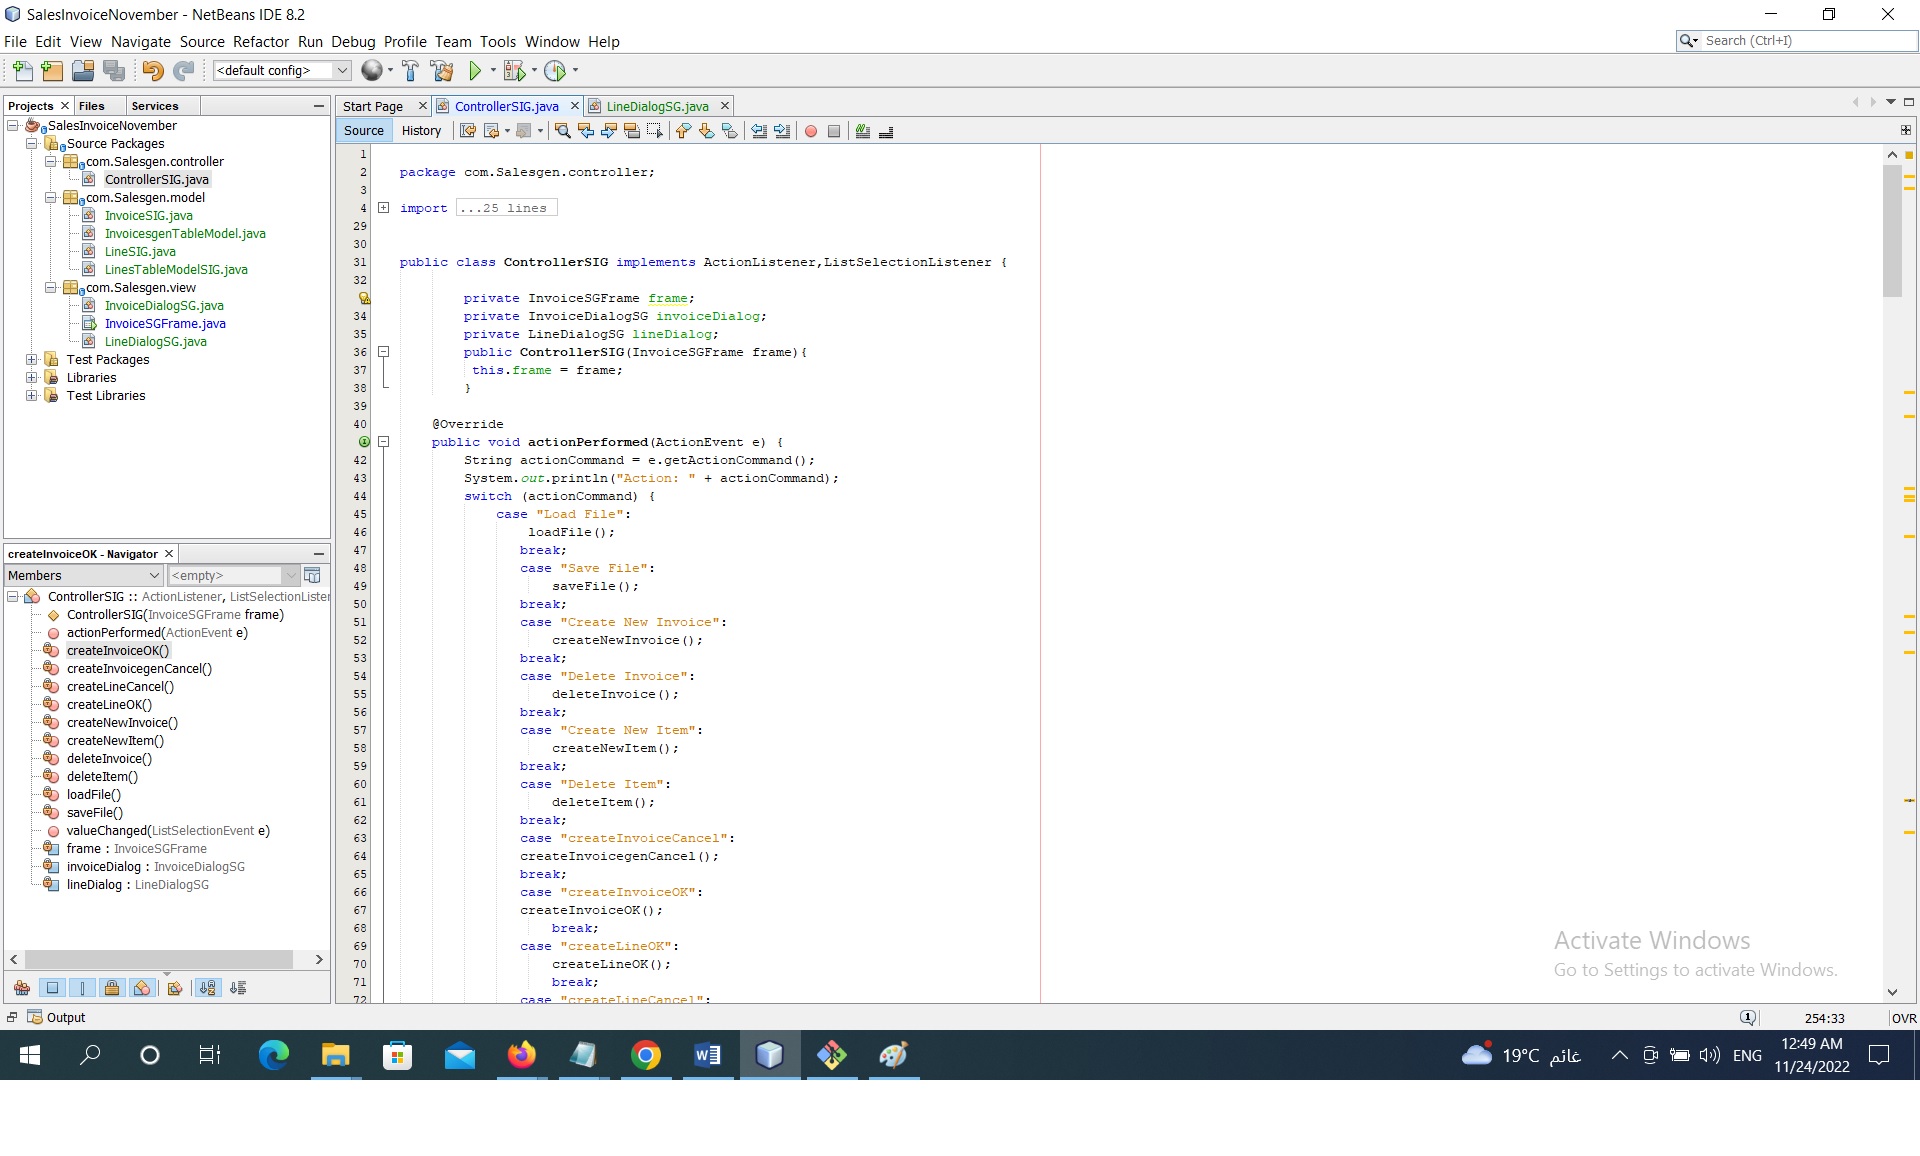 SalesInvoiceNovember - NetBeans IDE 8.2
File Edit View Navigate Source Refactor Run Debug Profile Team Tools Window Help
Search (Ctrl+I)
<default config>
Projects Files Services
SalesInvoiceNovember
Source Packages
com.Salesgen.controller
ControllerSIG.java
com.Salesgen.model
InvoiceSIG.java
InvoicesgenTableModel.java
LineSIG.java
LinesTableModelSIG.java
com.Salesgen.view
InvoiceDialogSG.java
InvoiceSGFrame.java
LineDialogSG.java
Test Packages
Libraries
Test Libraries
createInvoiceOK - Navigator
Members <empty>
ControllerSIG :: ActionListener, ListSelectionLister
ControllerSIG(InvoiceSGFrame frame)
actionPerformed(ActionEvent e)
createInvoiceOK()
createInvoicegenCancel()
createLineCancel()
createLineOK()
createNewInvoice()
createNewItem()
deleteInvoice()
deleteItem()
loadFile()
saveFile()
valueChanged(ListSelectionEvent e)
frame : InvoiceSGFrame
invoiceDialog : InvoiceDialogSG
lineDialog : LineDialogSG
Start Page ControllerSIG.java LineDialogSG.java
Source History
1
2 package com.Salesgen.controller;
3
4 import ...25 lines
29
30
31 public class ControllerSIG implements ActionListener,ListSelectionListener {
32
private InvoiceSGFrame frame;
34 private InvoiceDialogSG invoiceDialog;
35 private LineDialogSG lineDialog;
36 public ControllerSIG(InvoiceSGFrame frame){
37 this.frame = frame;
38 }
39
40 @Override
public void actionPerformed(ActionEvent e) {
42 String actionCommand = e.getActionCommand();
43 System.out.println("Action: " + actionCommand);
44 switch (actionCommand) {
45 case "Load File":
46 loadFile();
47 break;
48 case "Save File":
49 saveFile();
50 break;
51 case "Create New Invoice":
52 createNewInvoice();
53 break;
54 case "Delete Invoice":
55 deleteInvoice();
56 break;
57 case "Create New Item":
58 createNewItem();
59 break;
60 case "Delete Item":
61 deleteItem();
62 break;
63 case "createInvoiceCancel":
64 createInvoicegenCancel();
65 break;
66 case "createInvoiceOK":
67 createInvoiceOK();
68 break;
69 case "createLineOK":
70 createLineOK();
71 break;
72 case "createLineCancel":
Activate Windows
Go to Settings to activate Windows.
Output
1
254:33 OVR
19°C غائم
ENG
12:49 AM
11/24/2022